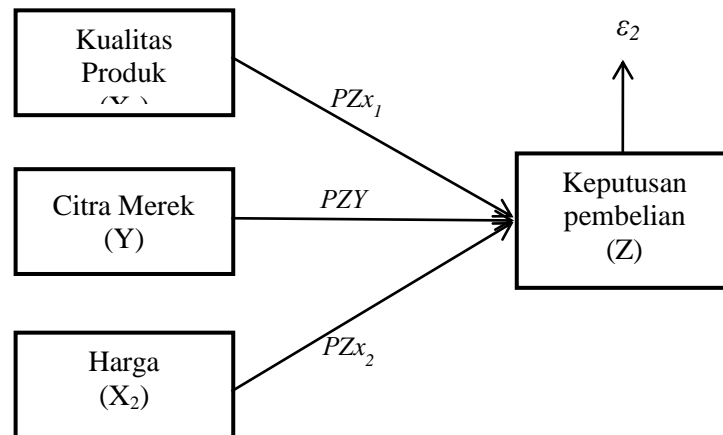 Kualitas
Produk
ε₂
PZx₁
Keputusan
pembelian
(Z)
Citra Merek
(Y)
PZY
PZx₂
Harga
(X₂)